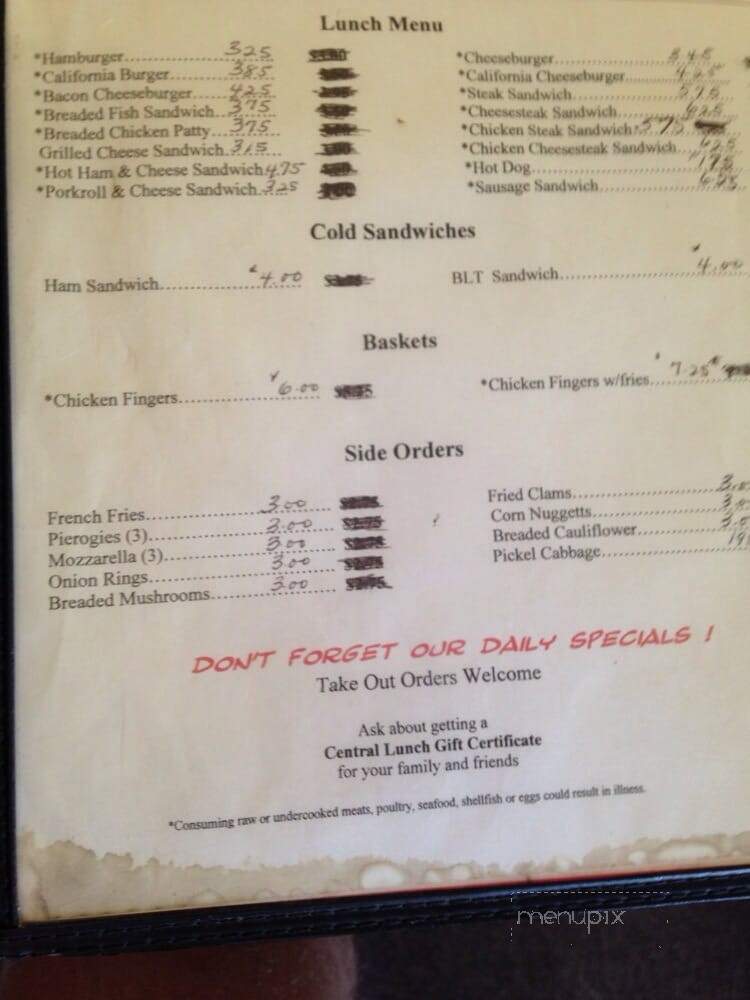 Lunch Menu
*Hamburger 3.25
*California Burger 3.85
*Bacon Cheeseburger 4.25
*Breaded Fish Sandwich 3.75
*Breaded Chicken Patty 3.75
Grilled Cheese Sandwich 3.15
*Hot Ham & Cheese Sandwich 4.75
*Porkroll & Cheese Sandwich 3.25
*Cheeseburger 3.45
*California Cheeseburger
*Steak Sandwich
*Cheesesteak Sandwich
*Chicken Steak Sandwich 5.75
*Chicken Cheesesteak Sandwich
*Hot Dog 1.75
*Sausage Sandwich
Cold Sandwiches
Ham Sandwich 4.00
BLT Sandwich 4.00
Baskets
*Chicken Fingers 6.00
*Chicken Fingers w/fries 7.25
Side Orders
French Fries 3.00
Pierogies (3) 3.00
Mozzarella (3) 3.00
Onion Rings 3.00
Breaded Mushrooms 3.00
Fried Clams
Corn Nuggetts
Breaded Cauliflower
Pickel Cabbage
DON'T FORGET OUR DAILY SPECIALS !
Take Out Orders Welcome
Ask about getting a
Central Lunch Gift Certificate
for your family and friends
*Consuming raw or undercooked meats, poultry, seafood, shellfish or eggs could result in illness.
menupix